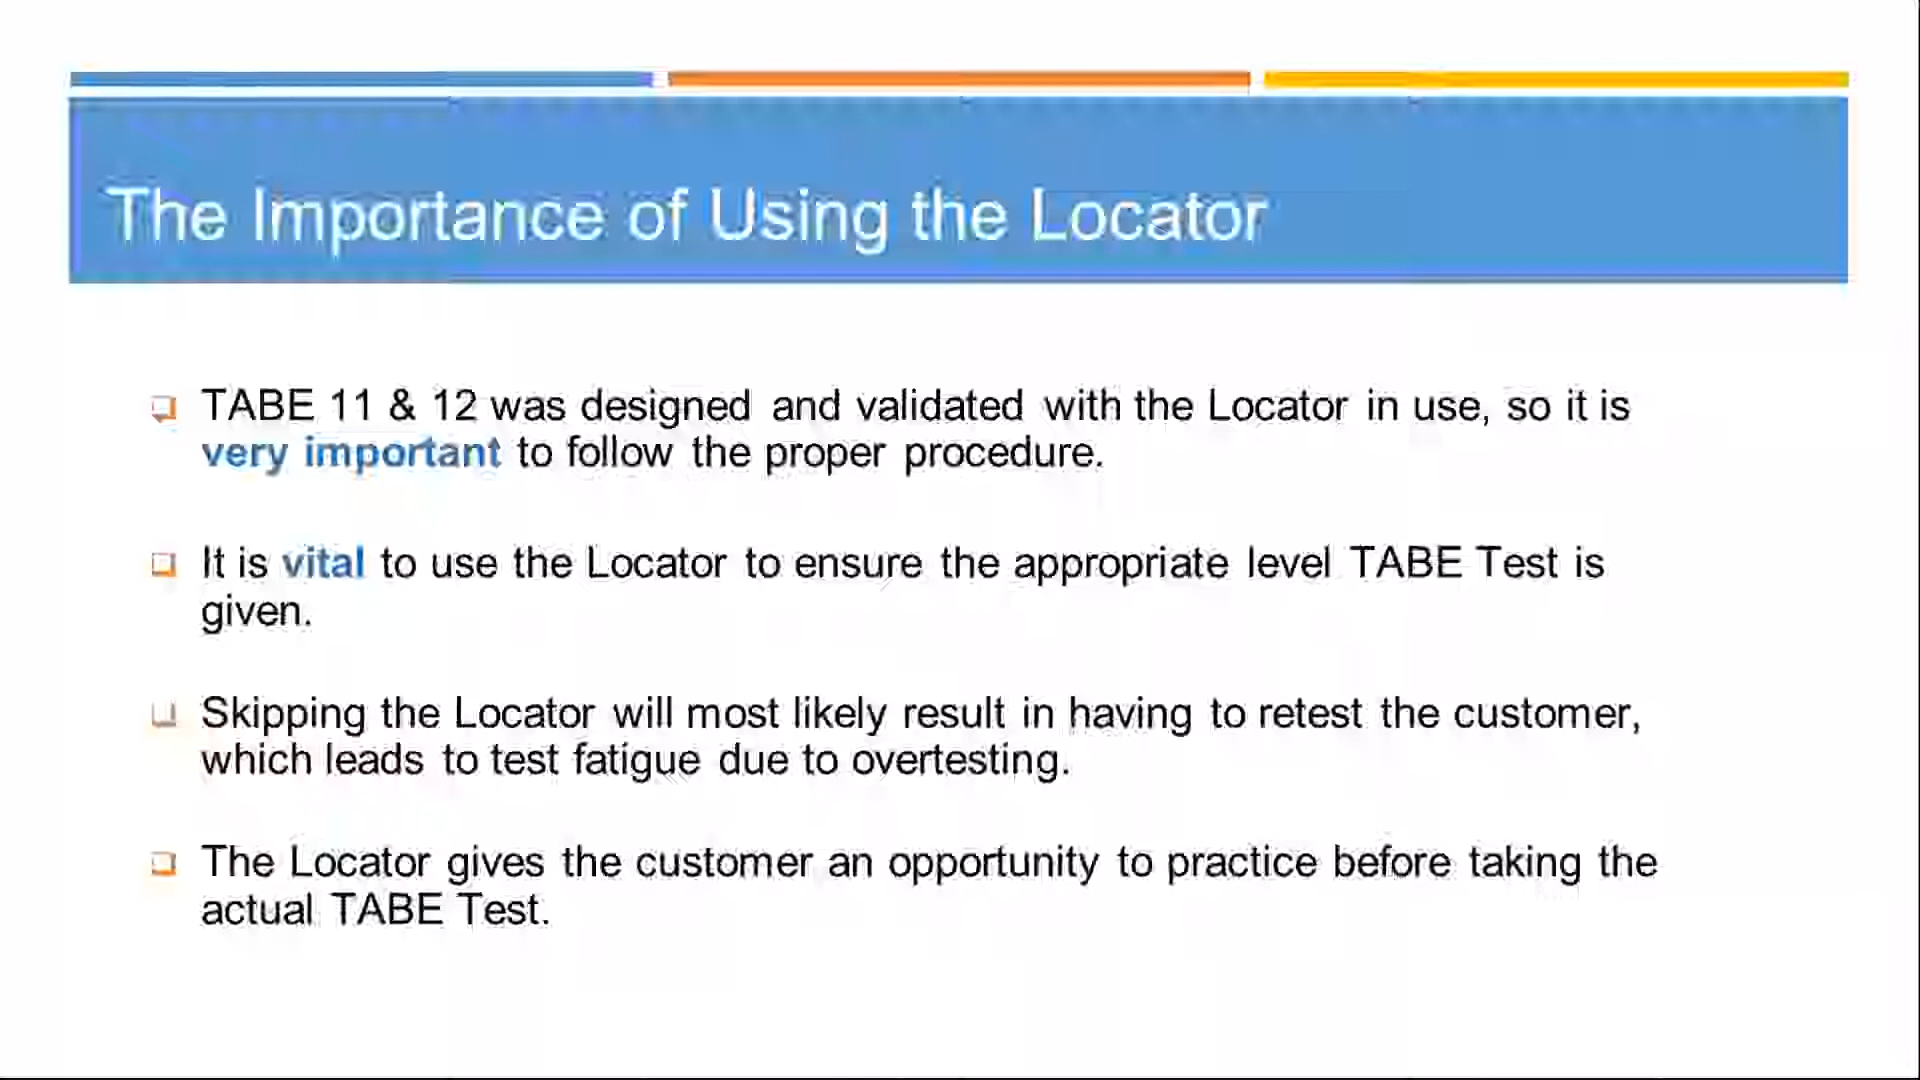 The Importance of Using the Locator
TABE 11 & 12 was designed and validated with the Locator in use, so it is
very important to follow the proper procedure.
It is vital to use the Locator to ensure the appropriate level TABE Test is
given.
Skipping the Locator will most likely result in having to retest the customer,
which leads to test fatigue due to overtesting.
The Locator gives the customer an opportunity to practice before taking the
actual TABE Test.